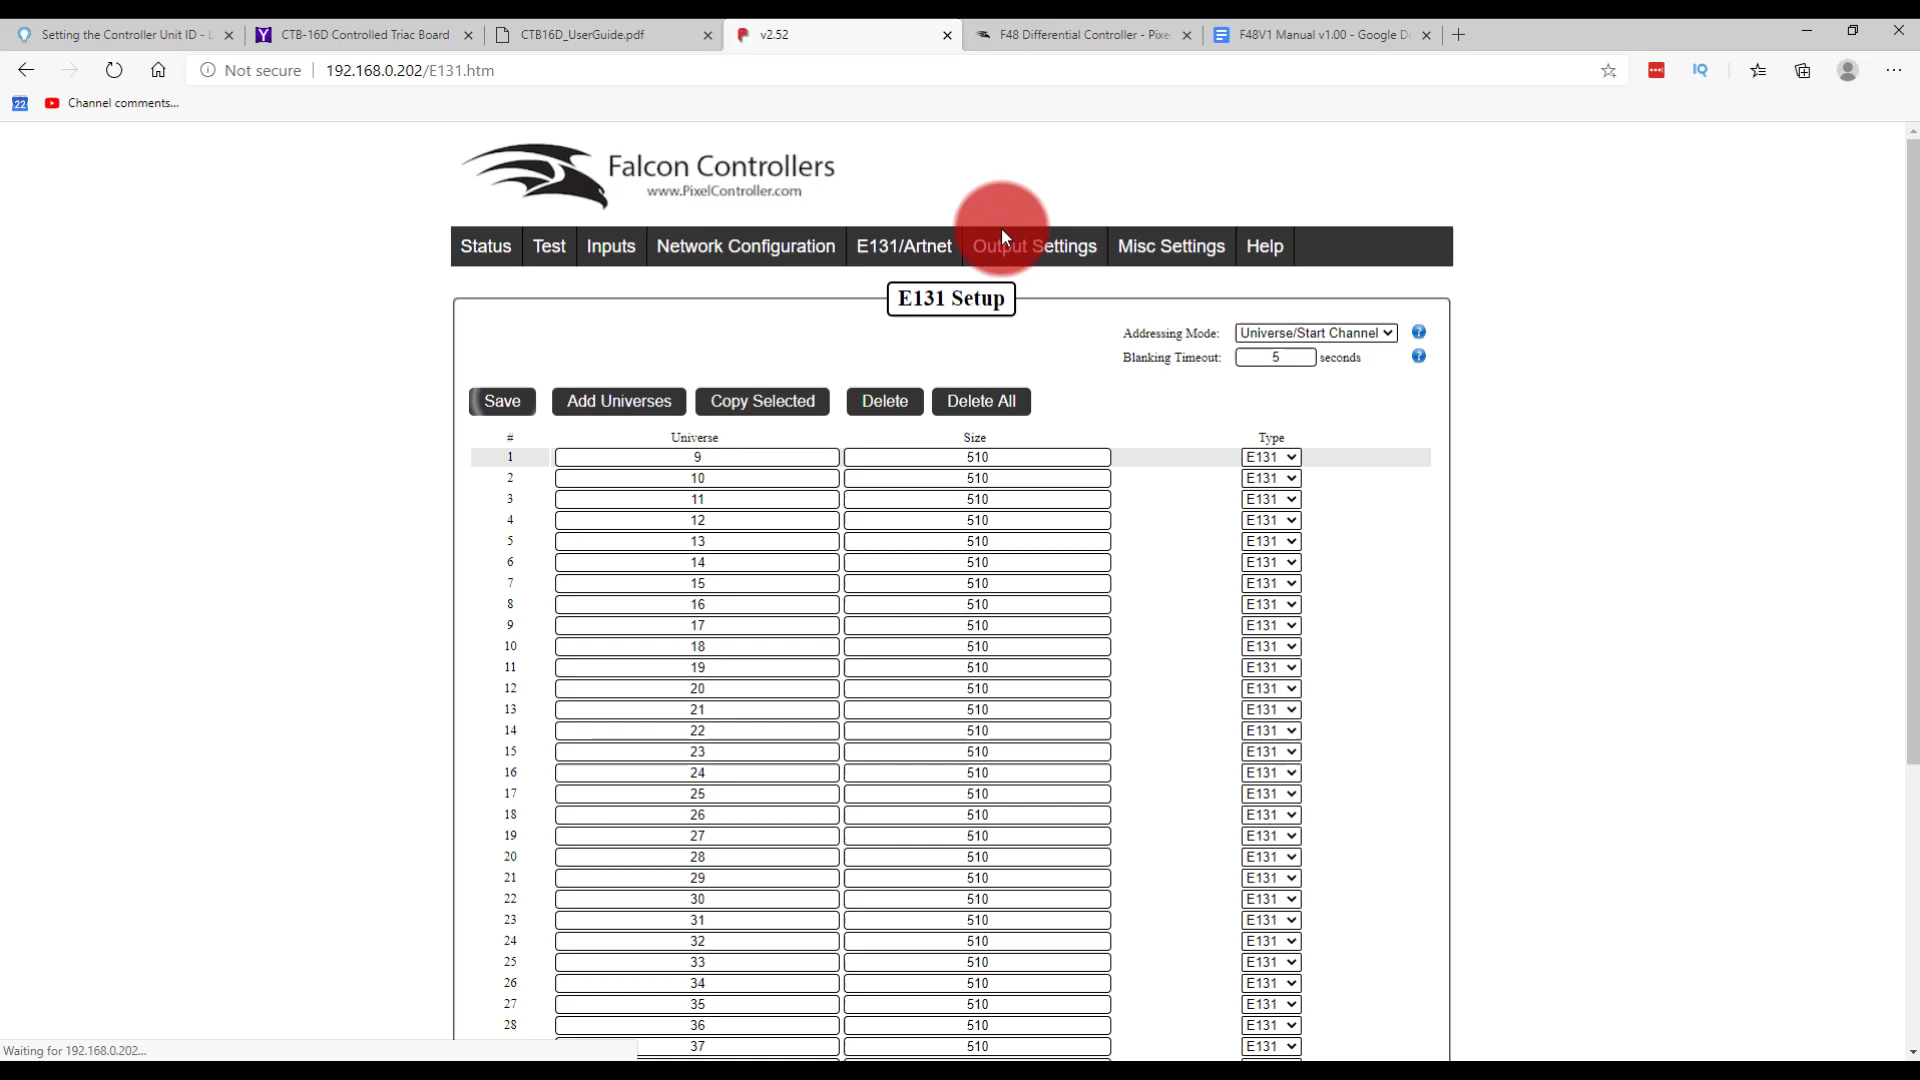 Setting the Controller Unit ID - L
CTB-16D Controlled Triac Board
CTB16D_UserGuide.pdf
v2.52
F48 Differential Controller - Pixe
F48V1 Manual v1.00 - Google D
Not secure
192.168.0.202/E131.htm
IQ
22
Channel comments...
Falcon Controllers
www.PixelController.com
Status
Test
Inputs
Network Configuration
E131/Artnet
Output Settings
Misc Settings
Help
E131 Setup
Addressing Mode: Universe/Start Channel
Blanking Timeout: 5 seconds
Save
Add Universes
Copy Selected
Delete
Delete All
# Universe Size Type
1 9 510 E131
2 10 510 E131
3 11 510 E131
4 12 510 E131
5 13 510 E131
6 14 510 E131
7 15 510 E131
8 16 510 E131
9 17 510 E131
10 18 510 E131
11 19 510 E131
12 20 510 E131
13 21 510 E131
14 22 510 E131
15 23 510 E131
16 24 510 E131
17 25 510 E131
18 26 510 E131
19 27 510 E131
20 28 510 E131
21 29 510 E131
22 30 510 E131
23 31 510 E131
24 32 510 E131
25 33 510 E131
26 34 510 E131
27 35 510 E131
28 36 510 E131
37 510 E131
Waiting for 192.168.0.202...